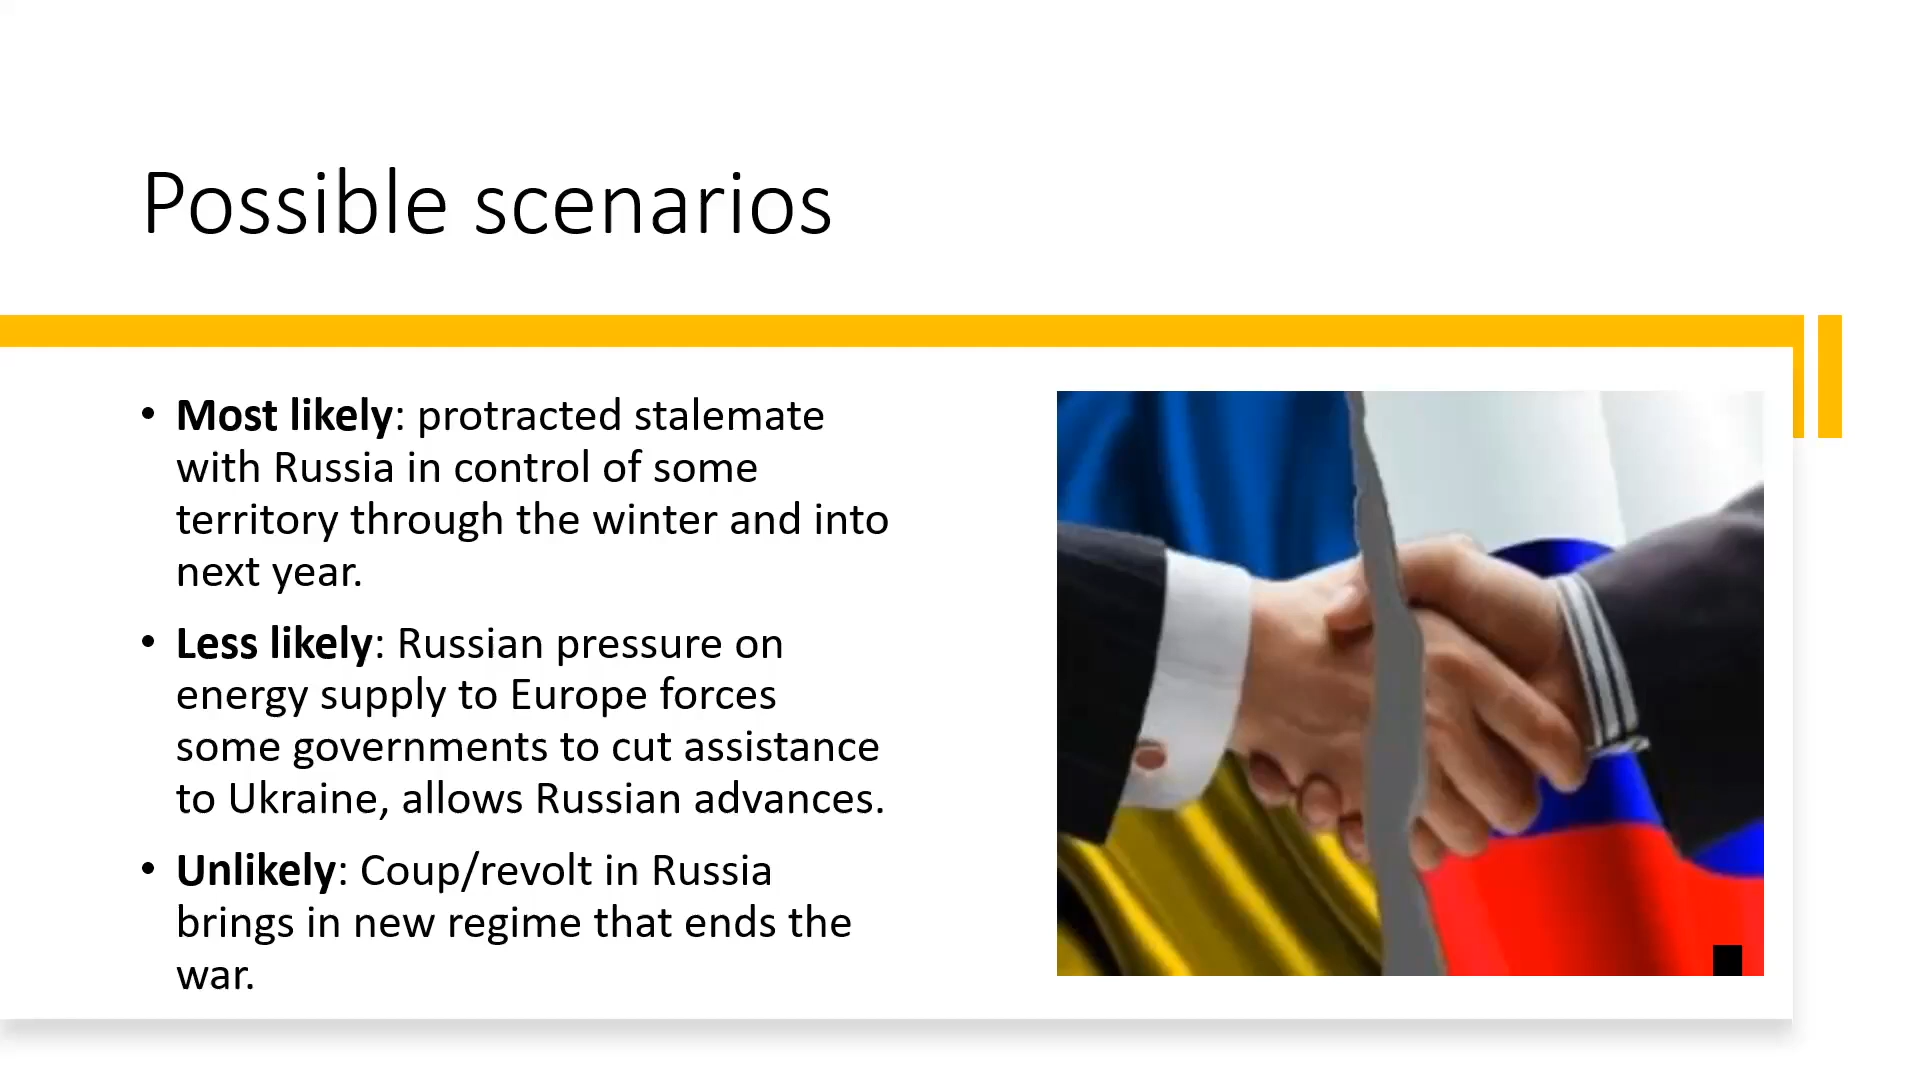 Possible scenarios
• Most likely: protracted stalemate
with Russia in control of some
territory through the winter and into
next year.
• Less likely: Russian pressure on
energy supply to Europe forces
some governments to cut assistance
to Ukraine, allows Russian advances.
• Unlikely: Coup/revolt in Russia
brings in new regime that ends the
war.